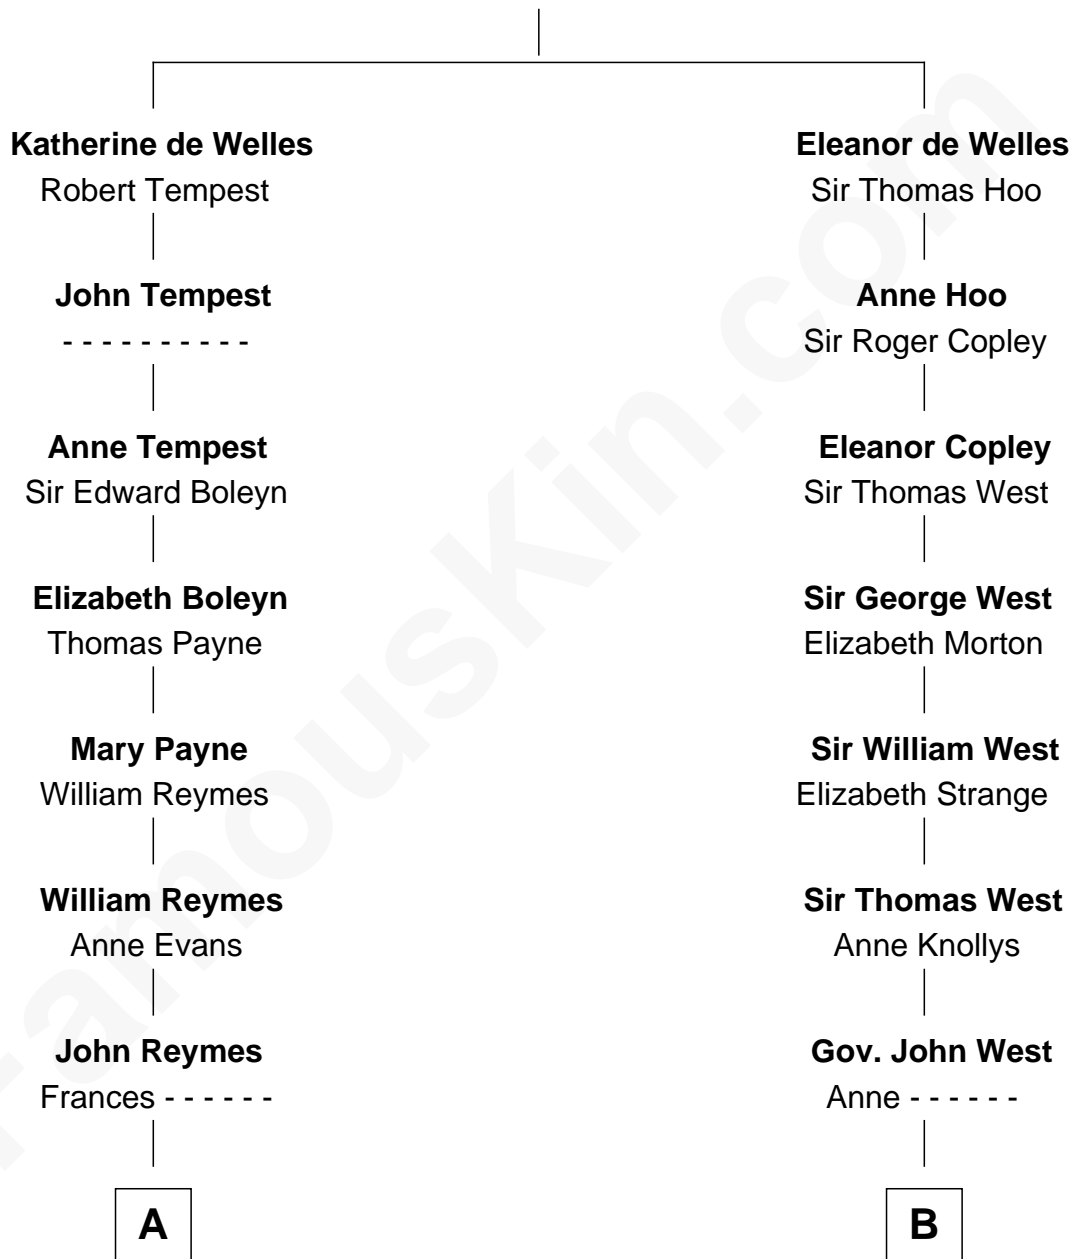 Katherine de Welles
Robert Tempest
John Tempest
- - - - - - - - - -
Anne Tempest
Sir Edward Boleyn
Elizabeth Boleyn
Thomas Payne
Mary Payne
William Reymes
William Reymes
Anne Evans
John Reymes
Frances - - - - - -
A
Eleanor de Welles
Sir Thomas Hoo
Anne Hoo
Sir Roger Copley
Eleanor Copley
Sir Thomas West
Sir George West
Elizabeth Morton
Sir William West
Elizabeth Strange
Sir Thomas West
Anne Knollys
Gov. John West
Anne - - - - - -
B
FamousKin.com